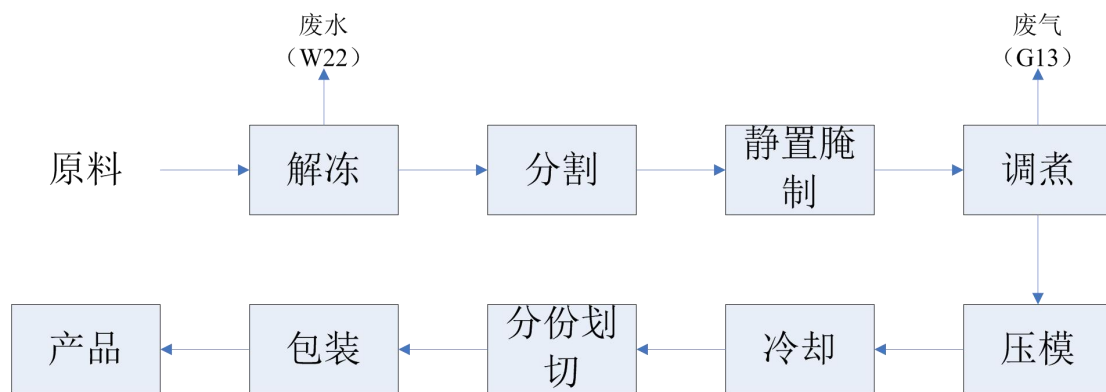 废水
（W22）
废气
（G13）
原料
解冻
分割
静置腌
制
调煮
产品
包装
分份划
切
冷却
压模